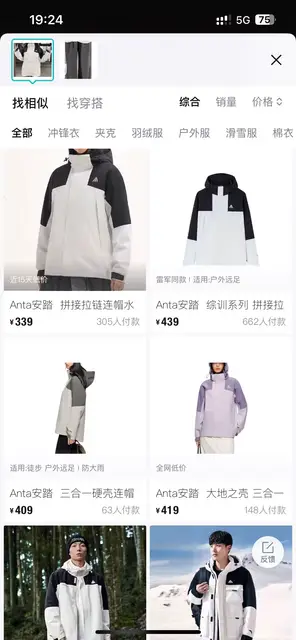 19:24
5G 75
找相似 找穿搭 综合 销量 价格
全部 冲锋衣 夹克 羽绒服 户外服 滑雪服 棉衣
近15天低价
雷军同款 | 适用:户外远足
Anta安踏 拼接拉链连帽水
¥339 305人付款
Anta安踏 综训系列 拼接拉
¥439 662人付款
适用:徒步 户外远足 | 防大雨
全网低价
Anta安踏 三合一硬壳连帽
¥409 63人付款
Anta安踏 大地之壳 三合一
¥419 148人付款
反馈